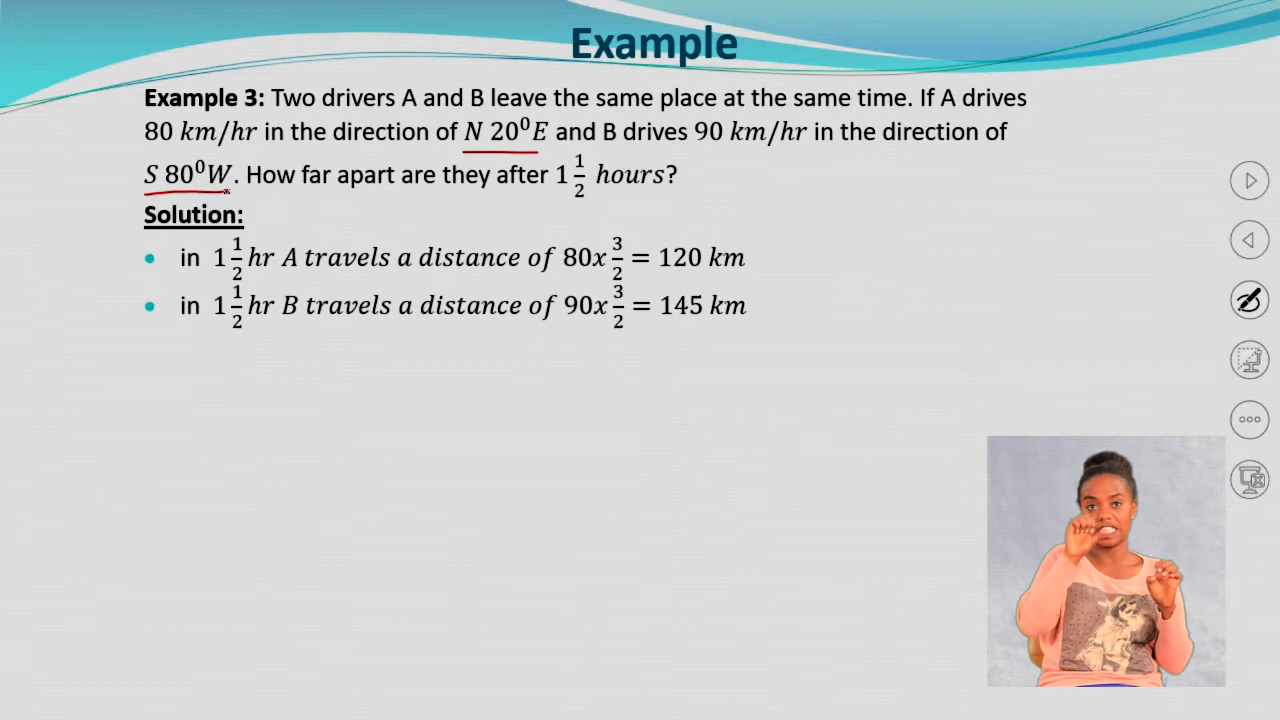 Example
Example 3: Two drivers A and B leave the same place at the same time. If A drives
80 km/hr in the direction of N 20⁰E and B drives 90 km/hr in the direction of
S 80⁰W. How far apart are they after 1 1/2 hours?
Solution:
• in 1 1/2 hr A travels a distance of 80x 3/2 = 120 km
• in 1 1/2 hr B travels a distance of 90x 3/2 = 145 km